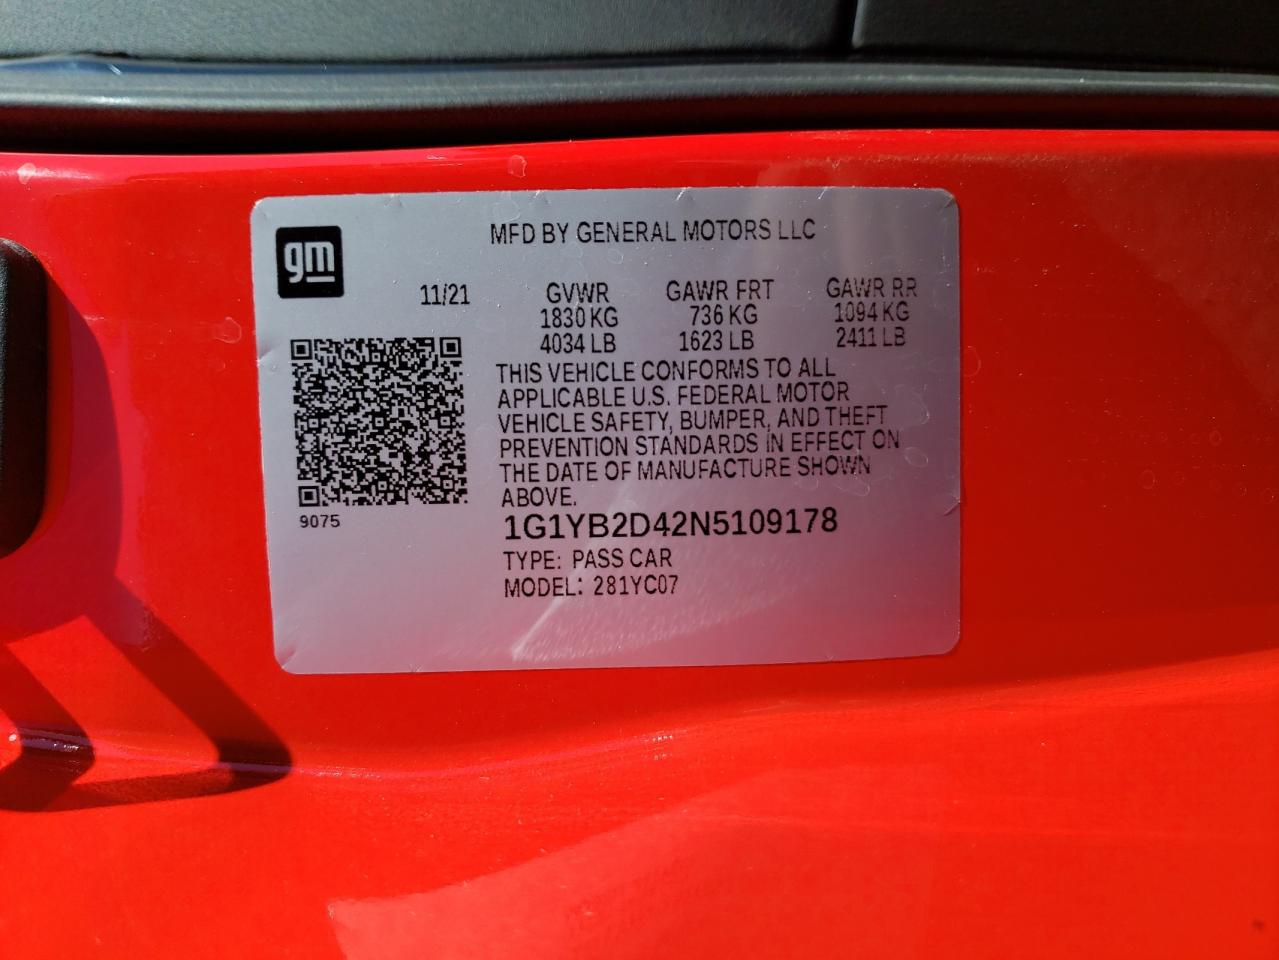 gm
MFD BY GENERAL MOTORS LLC
11/21 GVWR GAWR FRT GAWR RR
1830 KG 736 KG 1094 KG
4034 LB 1623 LB 2411 LB
THIS VEHICLE CONFORMS TO ALL
APPLICABLE U.S. FEDERAL MOTOR
VEHICLE SAFETY, BUMPER, AND THEFT
PREVENTION STANDARDS IN EFFECT ON
THE DATE OF MANUFACTURE SHOWN
ABOVE.
9075
1G1YB2D42N5109178
TYPE: PASS CAR
MODEL: 281YC07